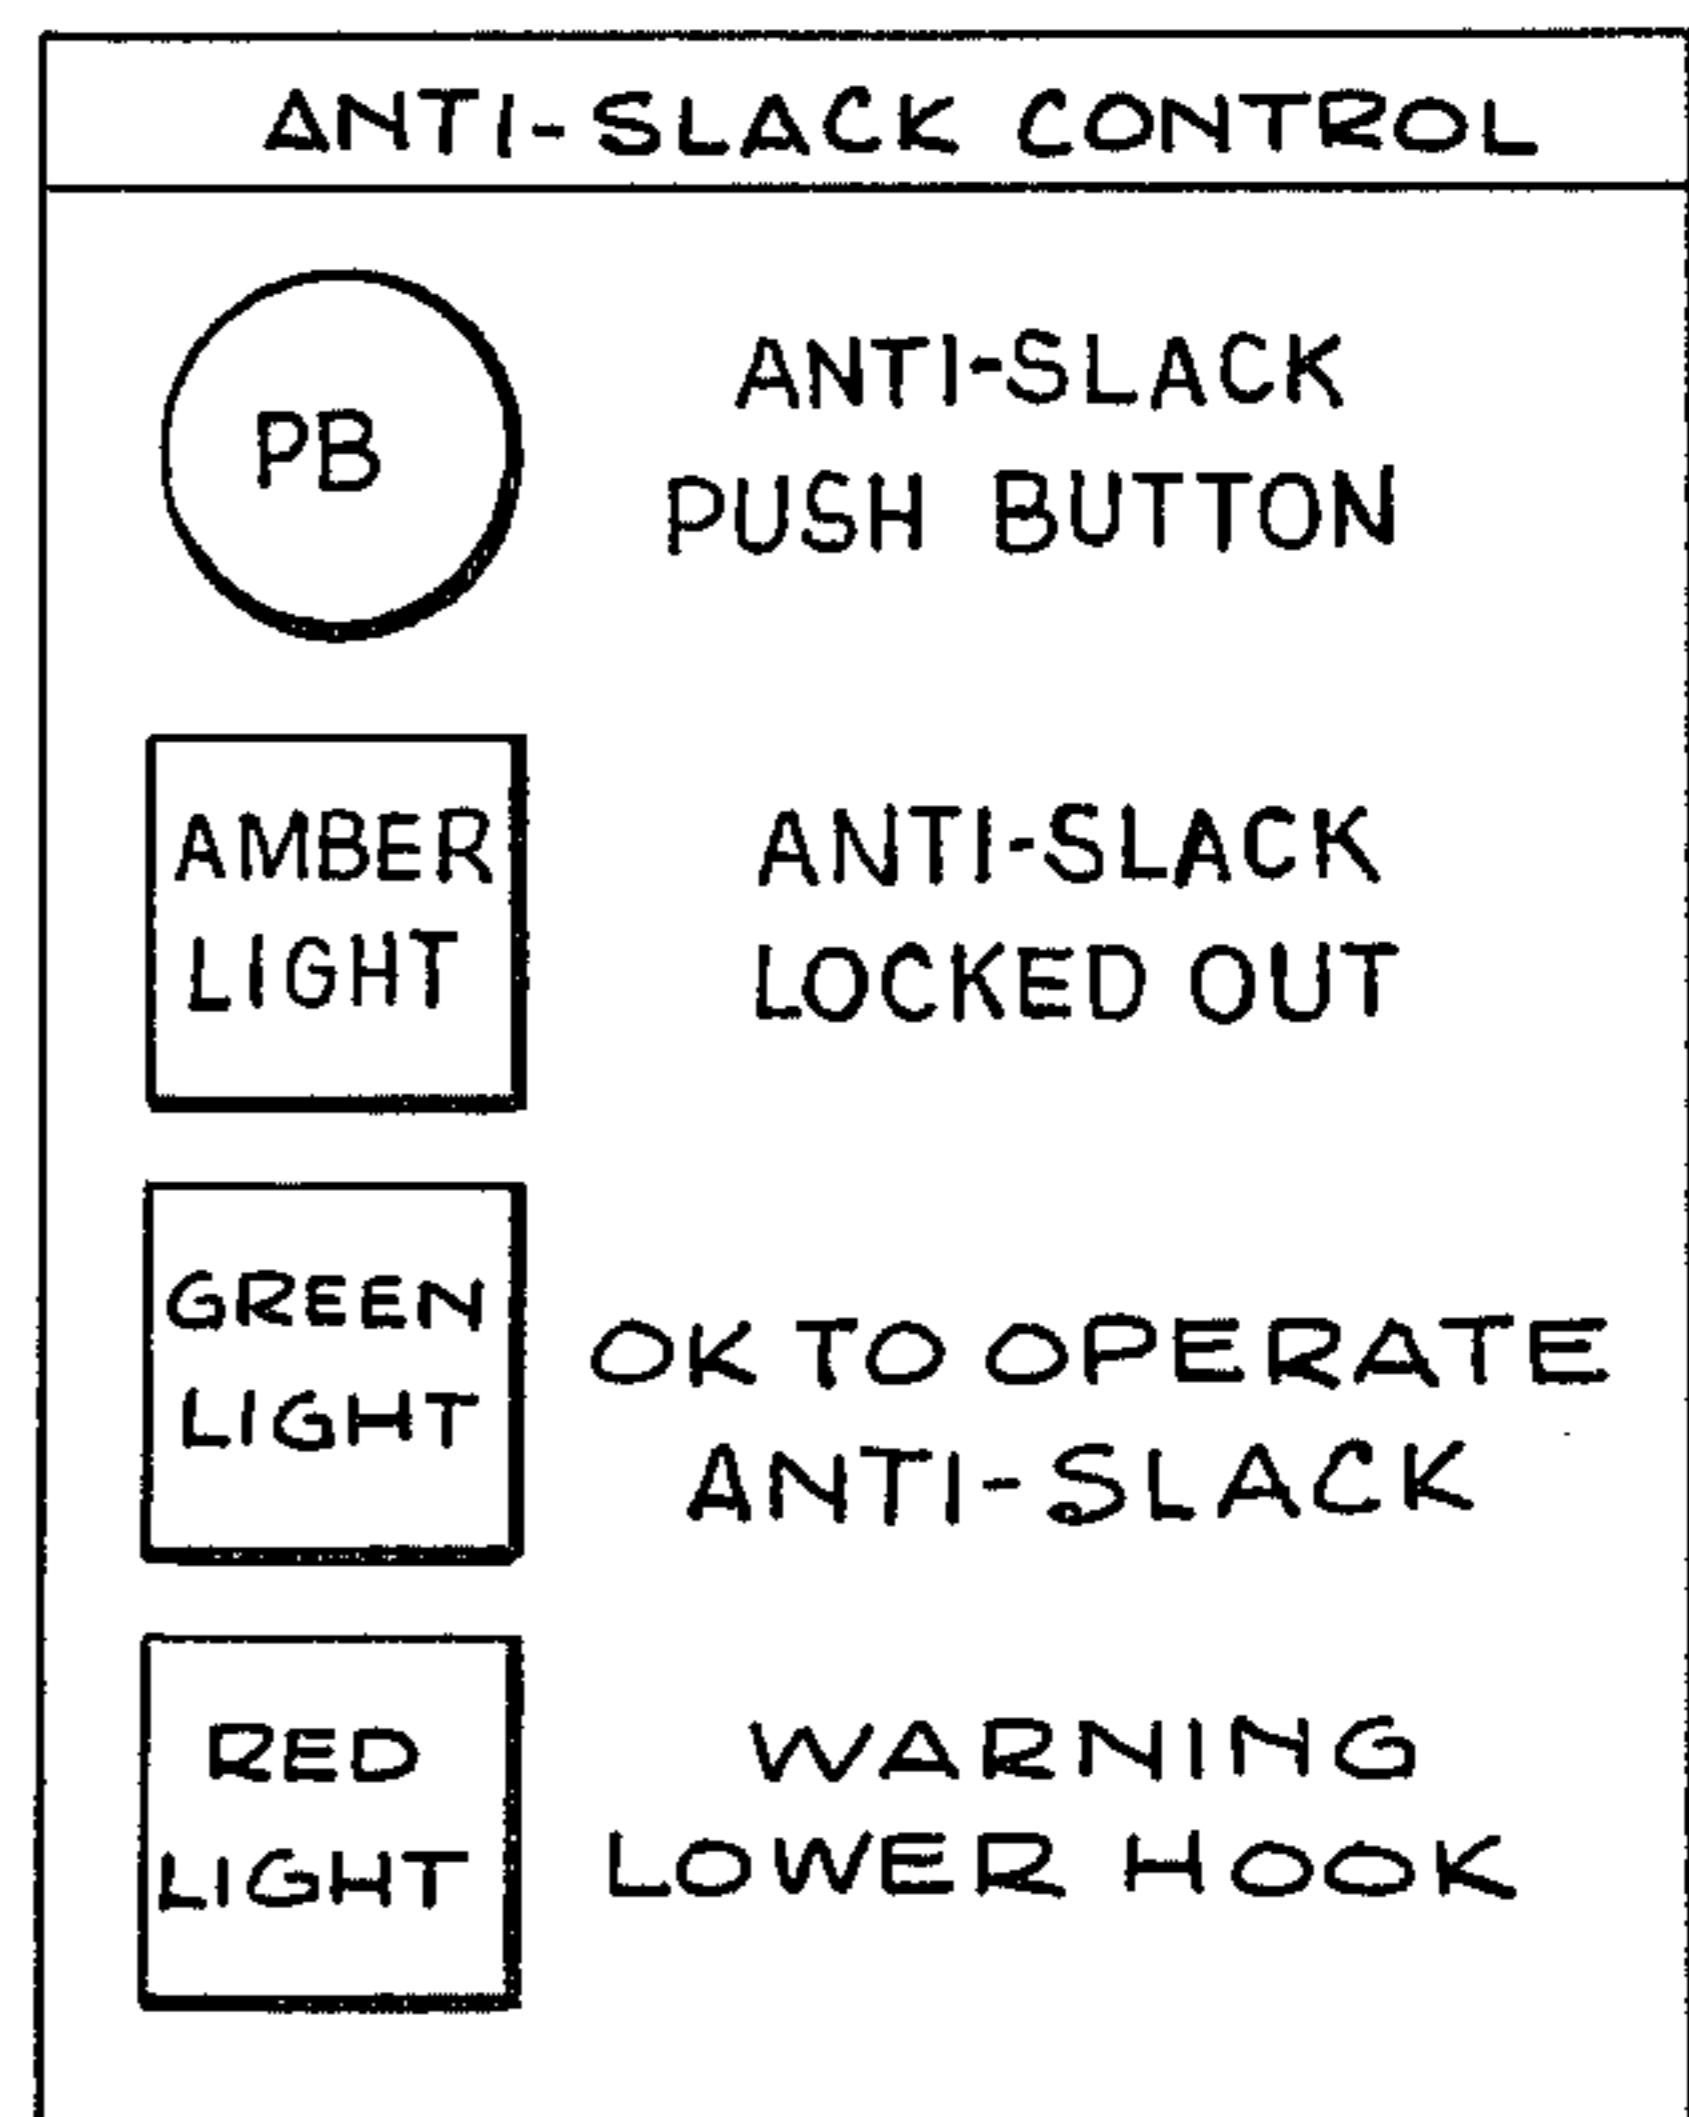 ANTI-SLACK CONTROL
PB
ANTI-SLACK
PUSH BUTTON
AMBER
LIGHT
ANTI-SLACK
LOCKED OUT
GREEN
LIGHT
OK TO OPERATE
ANTI-SLACK
RED
LIGHT
WARNING
LOWER HOOK